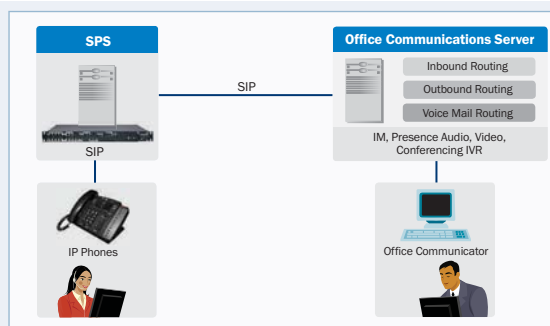 SPS
Office Communications Server
Inbound Routing
Outbound Routing
Voice Mail Routing
SIP
IM, Presence Audio, Video,
Conferencing IVR
SIP
IP Phones
Office Communicator